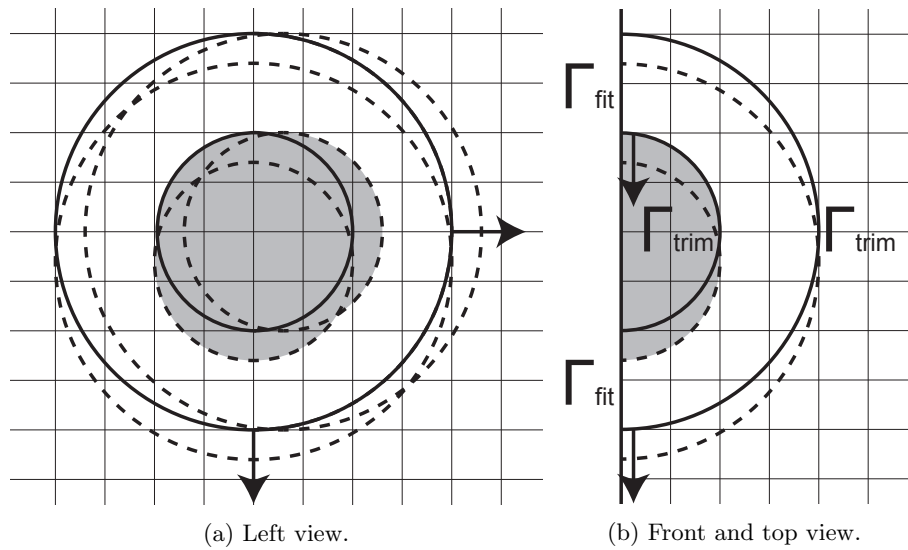 Γfit
Γtrim
Γtrim
Γfit
(a) Left view.
(b) Front and top view.